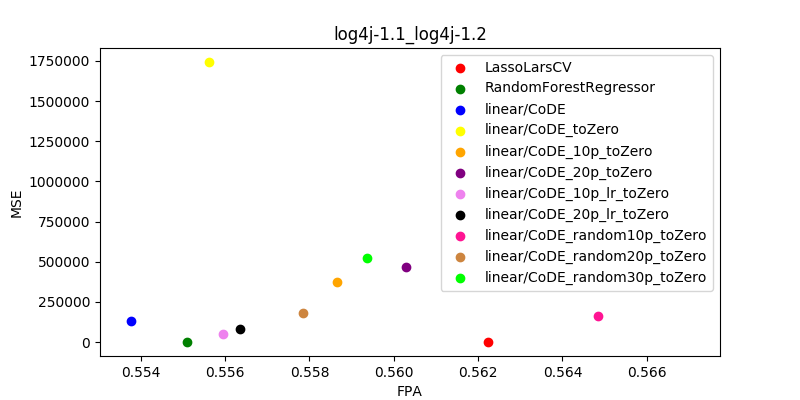 log4j-1.1_log4j-1.2
1750000
1500000
1250000
1000000
750000
500000
250000
0
MSE
LassoLarsCV
RandomForestRegressor
linear/CoDE
linear/CoDE_toZero
linear/CoDE_10p_toZero
linear/CoDE_20p_toZero
linear/CoDE_10p_lr_toZero
linear/CoDE_20p_lr_toZero
linear/CoDE_random10p_toZero
linear/CoDE_random20p_toZero
linear/CoDE_random30p_toZero
0.554 0.556 0.558 0.560 0.562 0.564 0.566
FPA